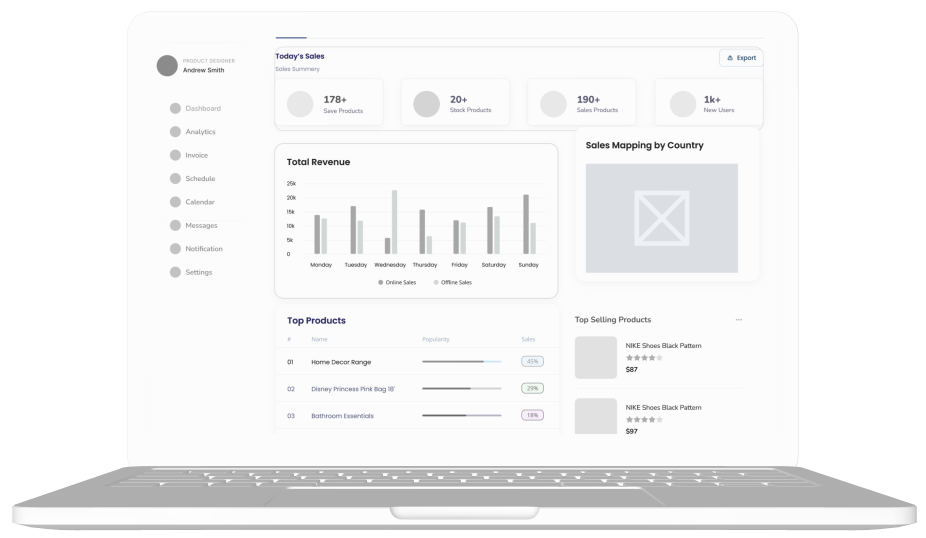 PRODUCT DESIGNER
Andrew Smith
Dashboard
Analytics
Invoice
Schedule
Calendar
Messages
Notification
Settings
Today's Sales
Sales Summery
Export
178+
Save Products
20+
Stock Products
190+
Sales Products
1k+
New Users
Total Revenue
25k
20k
15k
10k
5k
0
Monday Tuesday Wednesday Thursday Friday Saturday Sunday
Online Sales Offline Sales
Sales Mapping by Country
Top Products
# Name Popularity Sales
01 Home Decor Range 45%
02 Disney Princess Pink Bag 18' 29%
03 Bathroom Essentials 18%
Top Selling Products ...
NIKE Shoes Black Pattern
$87
NIKE Shoes Black Pattern
$97